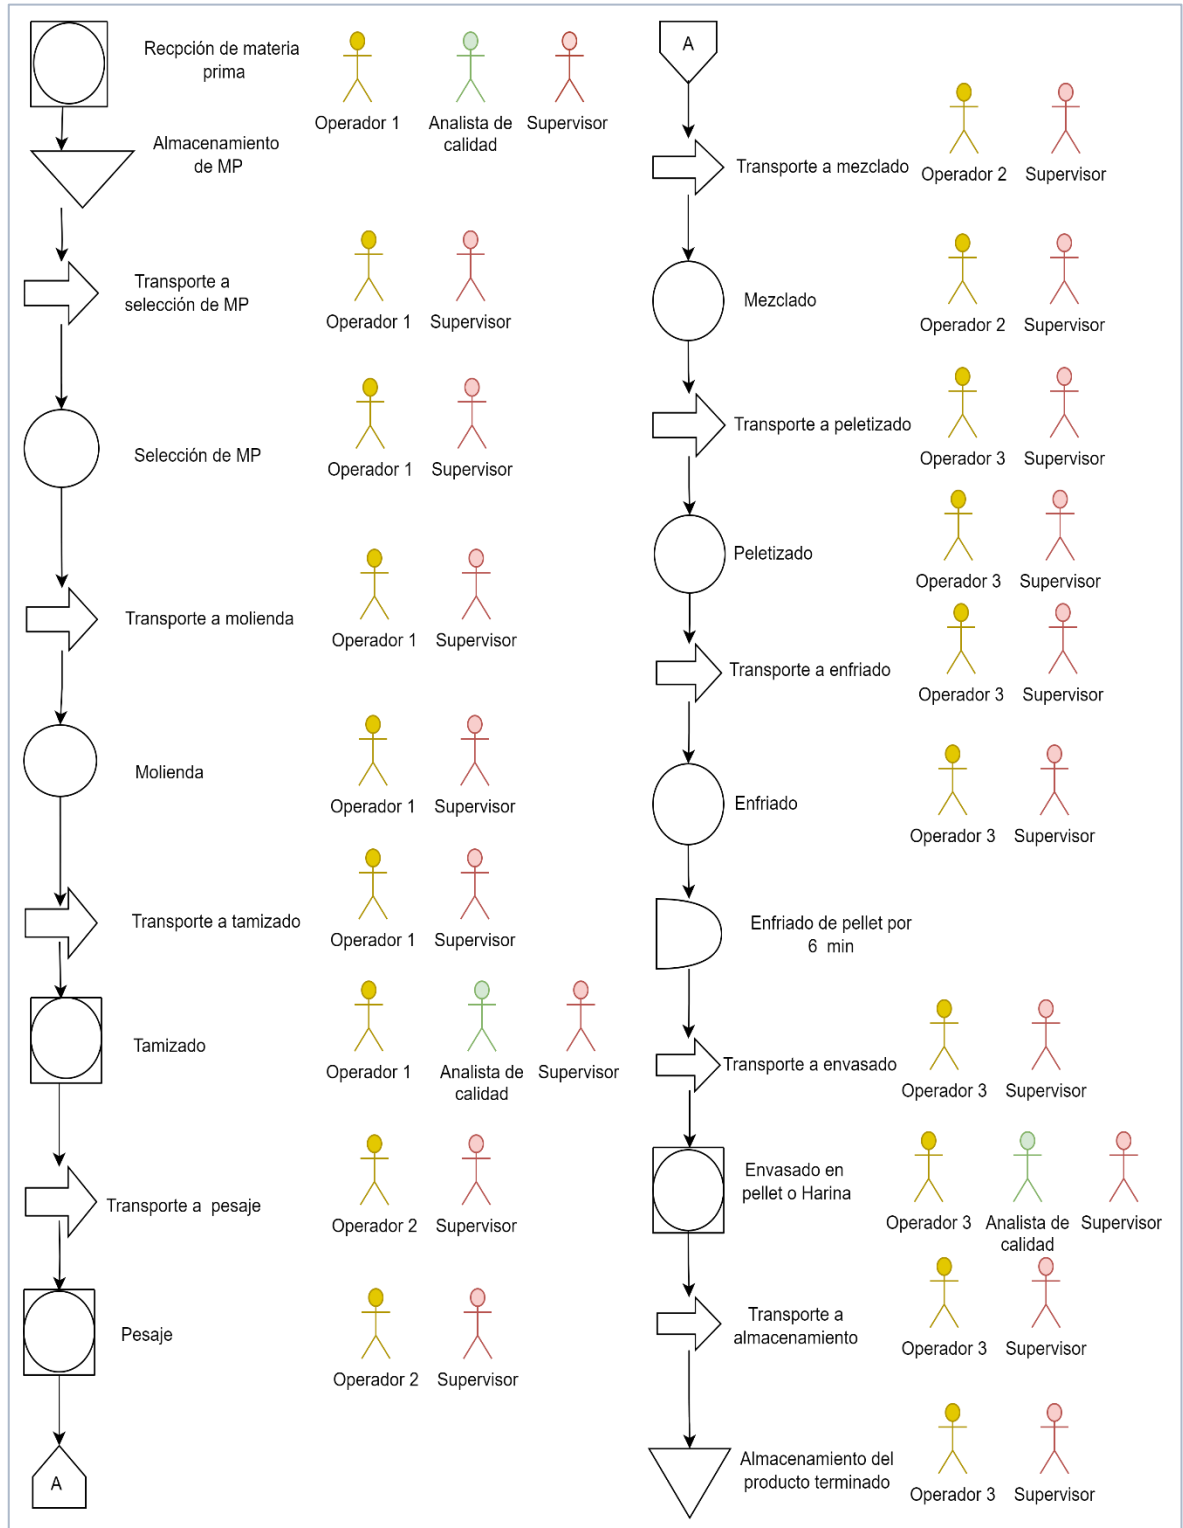 Recpción de materia
prima
Operador 1
Analista de
calidad
Supervisor
Almacenamiento
de MP
Transporte a
selección de MP
Operador 1
Supervisor
Selección de MP
Operador 1
Supervisor
Transporte a molienda
Operador 1
Supervisor
Molienda
Operador 1
Supervisor
Transporte a tamizado
Operador 1
Supervisor
Tamizado
Operador 1
Analista de
calidad
Supervisor
Transporte a pesaje
Operador 2
Supervisor
Pesaje
Operador 2
Supervisor
A
A
Transporte a mezclado
Operador 2
Supervisor
Mezclado
Operador 2
Supervisor
Transporte a peletizado
Operador 3
Supervisor
Peletizado
Operador 3
Supervisor
Transporte a enfriado
Operador 3
Supervisor
Enfriado
Operador 3
Supervisor
Enfriado de pellet por
6 min
Transporte a envasado
Operador 3
Supervisor
Envasado en
pellet o Harina
Operador 3
Analista de
calidad
Supervisor
Transporte a
almacenamiento
Operador 3
Supervisor
Almacenamiento del
producto terminado
Operador 3
Supervisor